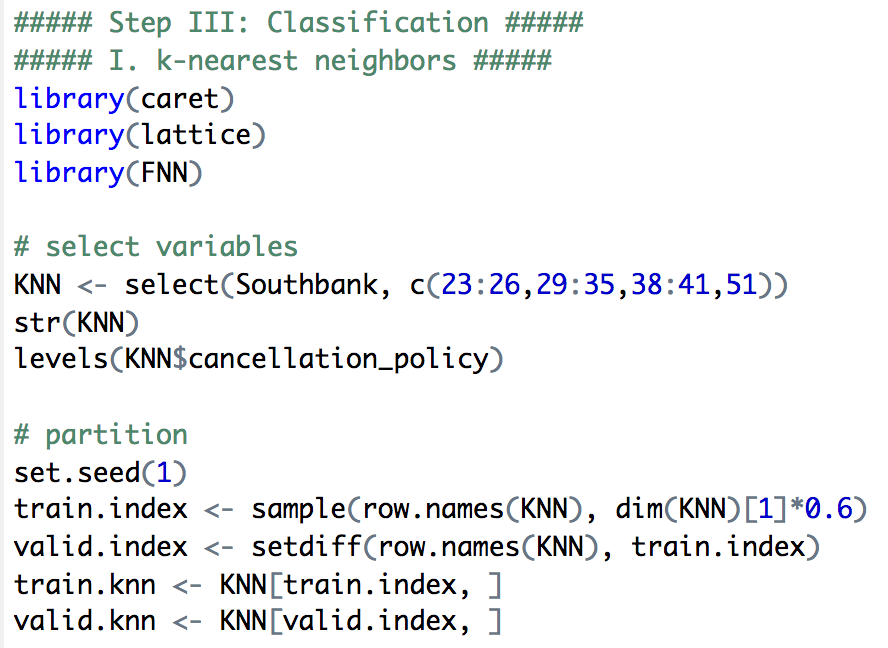 ##### Step III: Classification #####
##### I. k-nearest neighbors #####
library(caret)
library(lattice)
library(FNN)
# select variables
KNN <- select(Southbank, c(23:26,29:35,38:41,51))
str(KNN)
levels(KNN$cancellation_policy)
# partition
set.seed(1)
train.index <- sample(row.names(KNN), dim(KNN)[1]*0.6)
valid.index <- setdiff(row.names(KNN), train.index)
train.knn <- KNN[train.index, ]
valid.knn <- KNN[valid.index, ]